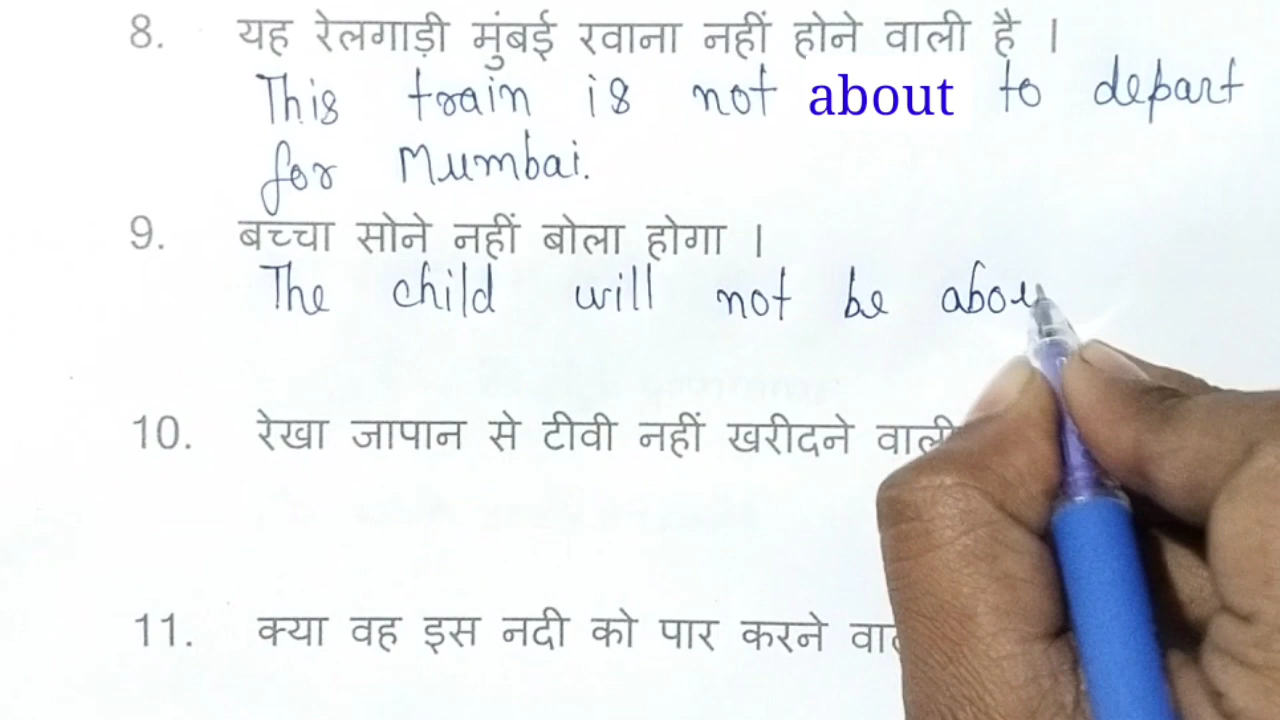 8. यह रेलगाड़ी मुंबई रवाना नहीं होने वाली है ।
This train is not about to depart
for Mumbai.
9. बच्चा सोने नहीं बोला होगा ।
The child will not be abou
10. रेखा जापान से टीवी नहीं खरीदने वाली
11. क्या वह इस नदी को पार करने